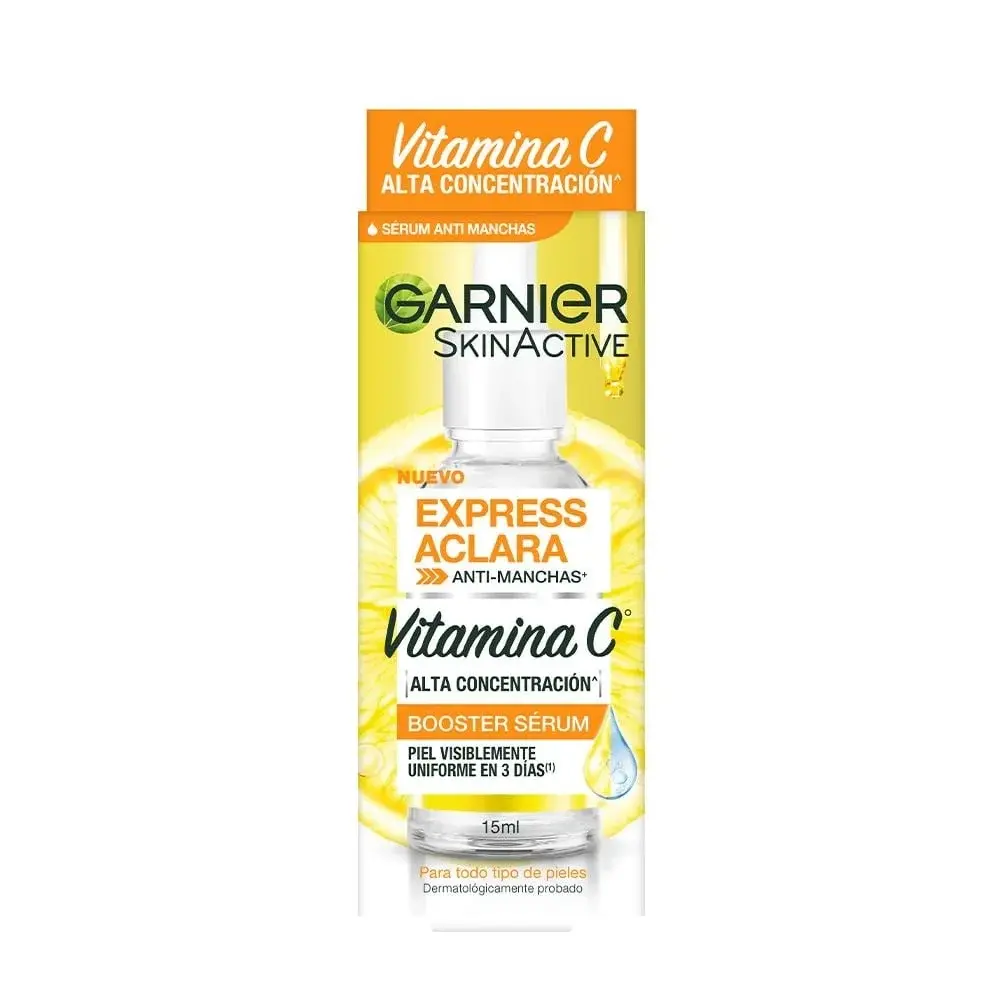 Vitamina C
ALTA CONCENTRACIÓN^
SÉRUM ANTI MANCHAS
GARNIER
SKINACTIVE
NUEVO
EXPRESS
ACLARA
ANTI-MANCHAS+
Vitamina C°
ALTA CONCENTRACIÓN^
BOOSTER SÉRUM
PIEL VISIBLEMENTE
UNIFORME EN 3 DÍAS(1)
15ml
Para todo tipo de pieles
Dermatológicamente probado